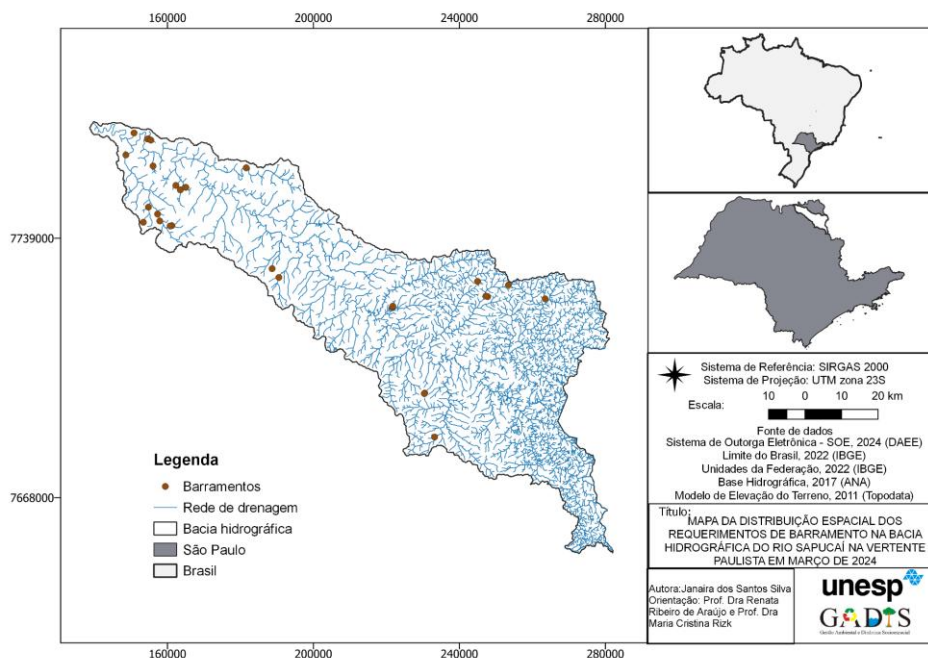 160000 200000 240000 280000
7739000
7668000
Legenda
Barramentos
Rede de drenagem
Bacia hidrográfica
São Paulo
Brasil
160000 200000 240000 280000
Sistema de Referência: SIRGAS 2000
Sistema de Projeção: UTM zona 23S
Escala:
10 0 10 20 km
Fonte de dados
Sistema de Outorga Eletrônica - SOE, 2024 (DAEE)
Limite do Brasil, 2022 (IBGE)
Unidades da Federação, 2022 (IBGE)
Base Hidrográfica, 2017 (ANA)
Modelo de Elevação do Terreno, 2011 (Topodata)
Título:
MAPA DA DISTRIBUIÇÃO ESPACIAL DOS
REQUERIMENTOS DE BARRAMENTO NA BACIA
HIDROGRÁFICA DO RIO SAPUCAÍ NA VERTENTE
PAULISTA EM MARÇO DE 2024
Autora:Janaira dos Santos Silva
Orientação: Prof. Dra Renata
Ribeiro de Araújo e Prof. Dra
Maria Cristina Rizk
unesp
GADIS
Gestão Ambiental e Dinâmica Socioespacial